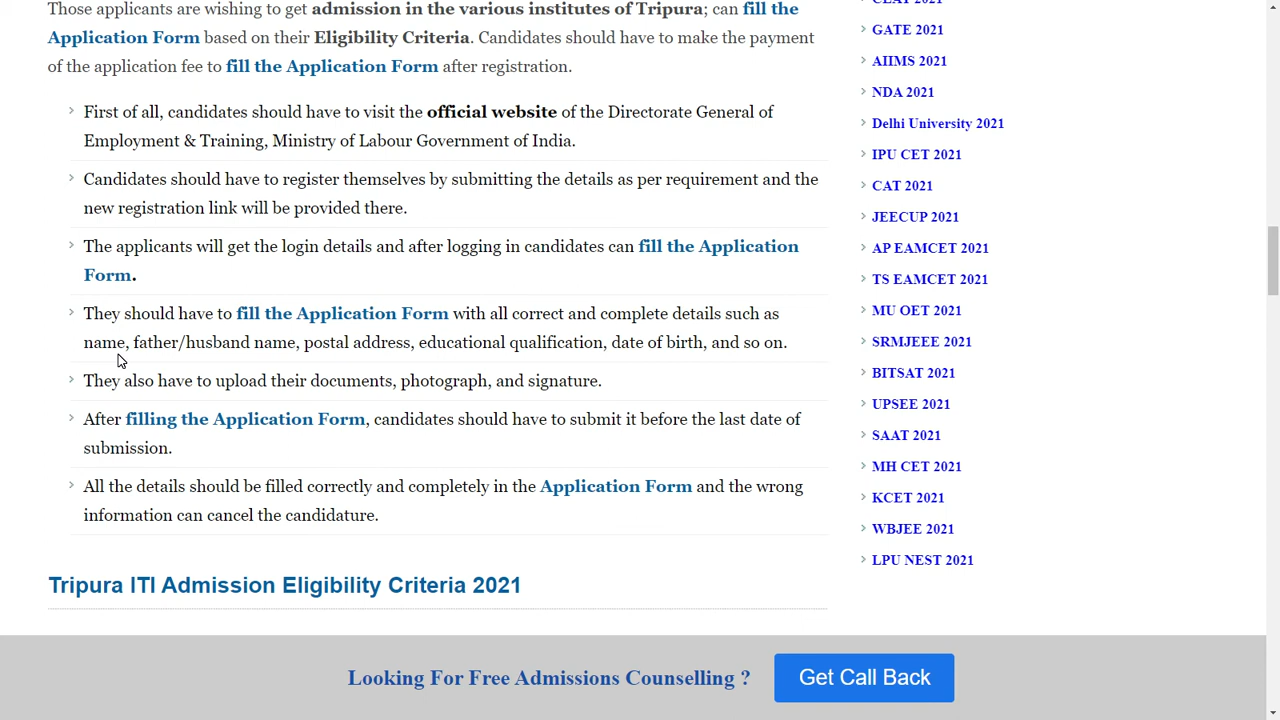 Those applicants are wishing to get admission in the various institutes of Tripura; can fill the
Application Form based on their Eligibility Criteria. Candidates should have to make the payment
of the application fee to fill the Application Form after registration.
First of all, candidates should have to visit the official website of the Directorate General of
Employment & Training, Ministry of Labour Government of India.
Candidates should have to register themselves by submitting the details as per requirement and the
new registration link will be provided there.
The applicants will get the login details and after logging in candidates can fill the Application
Form.
They should have to fill the Application Form with all correct and complete details such as
name, father/husband name, postal address, educational qualification, date of birth, and so on.
They also have to upload their documents, photograph, and signature.
After filling the Application Form, candidates should have to submit it before the last date of
submission.
All the details should be filled correctly and completely in the Application Form and the wrong
information can cancel the candidature.
Tripura ITI Admission Eligibility Criteria 2021
CLAT 2021
GATE 2021
AIIMS 2021
NDA 2021
Delhi University 2021
IPU CET 2021
CAT 2021
JEECUP 2021
AP EAMCET 2021
TS EAMCET 2021
MU OET 2021
SRMJEEE 2021
BITSAT 2021
UPSEE 2021
SAAT 2021
MH CET 2021
KCET 2021
WBJEE 2021
LPU NEST 2021
Looking For Free Admissions Counselling ?
Get Call Back